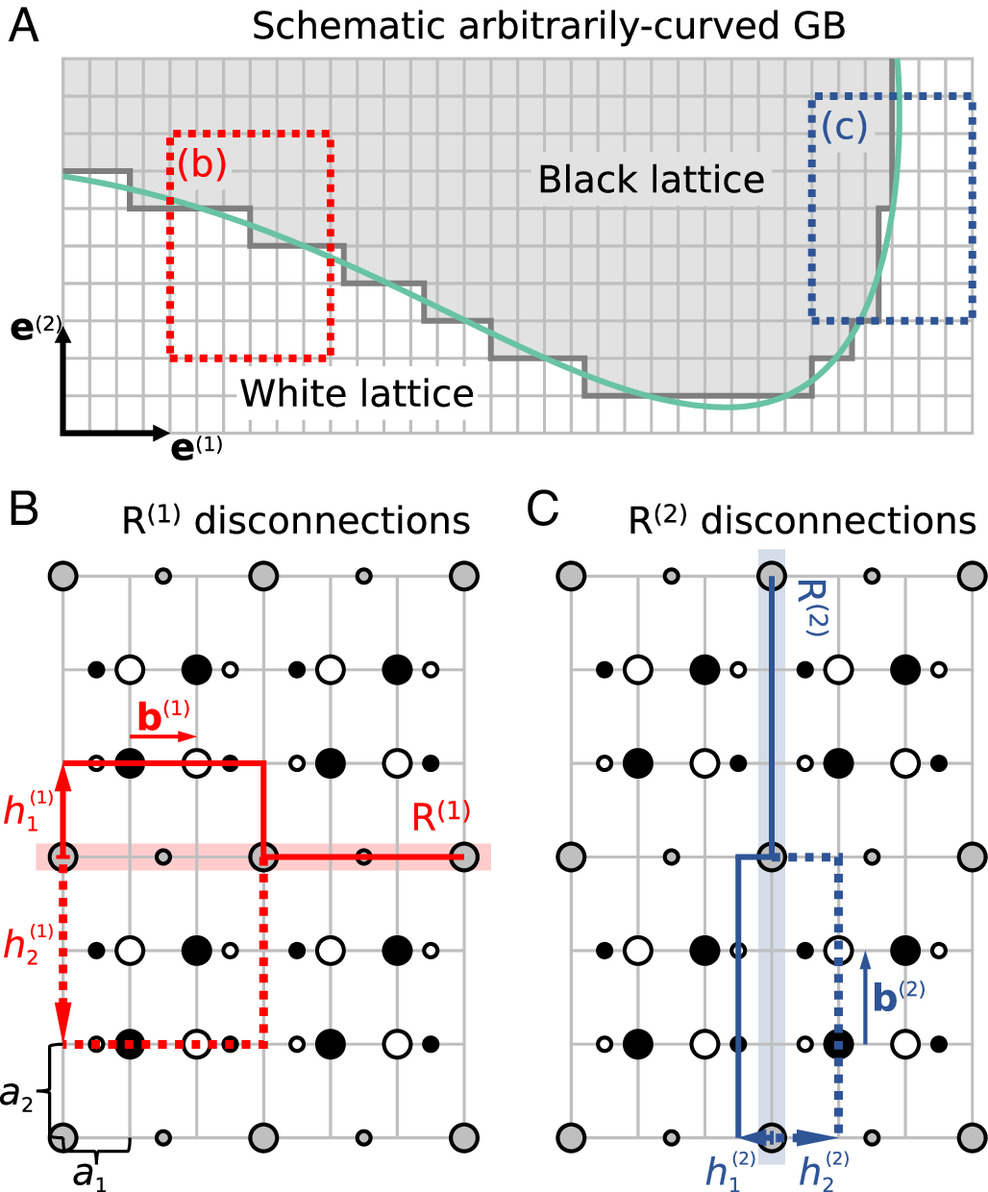 A
Schematic arbitrarily-curved GB
(b)
(c)
Black lattice
e(2)
White lattice
e(1)
B
R(1) disconnections
C
R(2) disconnections
R(2)
b(1)
h1(1)
R(1)
h2(1)
b(2)
a2
a1
h1(2)
h2(2)